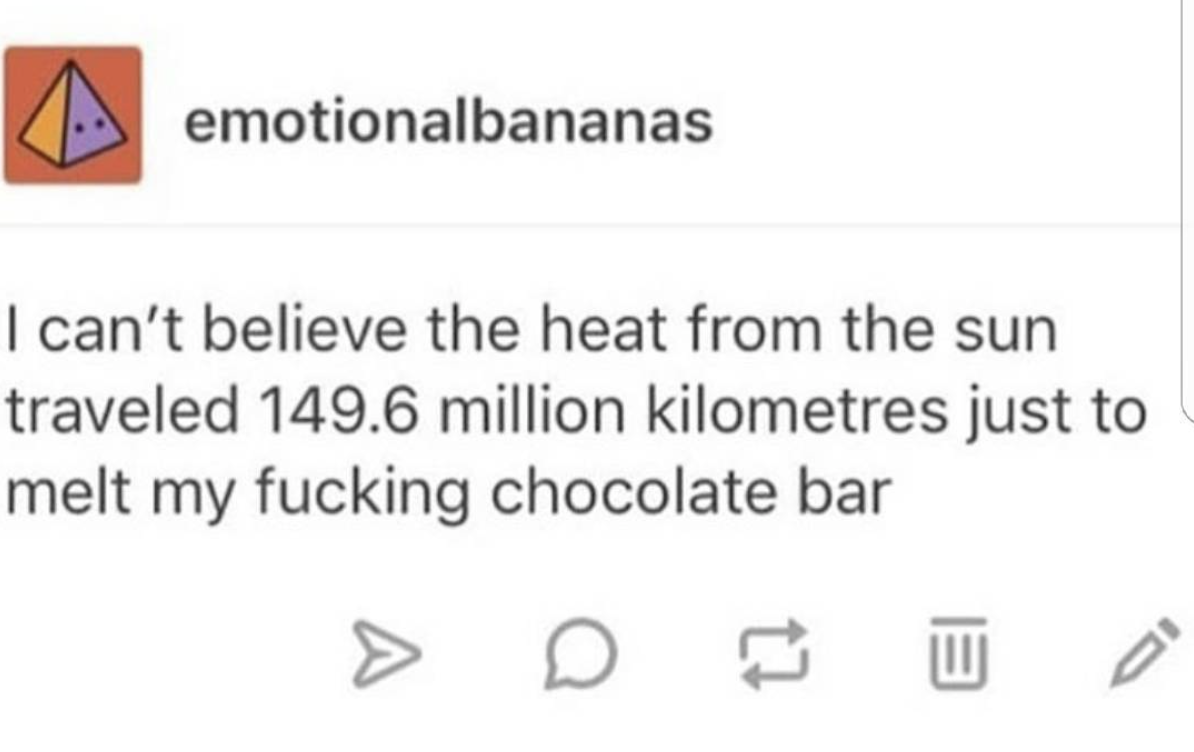 emotionalbananas
I can’t believe the heat from the sun
traveled 149.6 million kilometres just to
melt my fucking chocolate bar